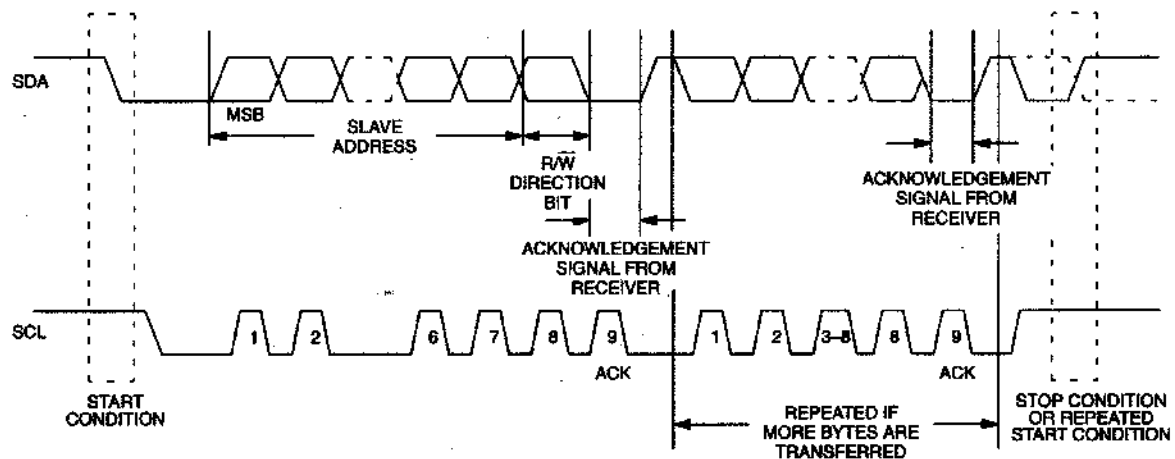 SDA
MSB
SLAVE
ADDRESS
R/W̅
DIRECTION
BIT
ACKNOWLEDGEMENT
SIGNAL FROM
RECEIVER
ACKNOWLEDGEMENT
SIGNAL FROM
RECEIVER
SCL
1 2 6 7 8 9 1 2 3–8 8 9
ACK
ACK
START
CONDITION
REPEATED IF
MORE BYTES ARE
TRANSFERRED
STOP CONDITION
OR REPEATED
START CONDITION